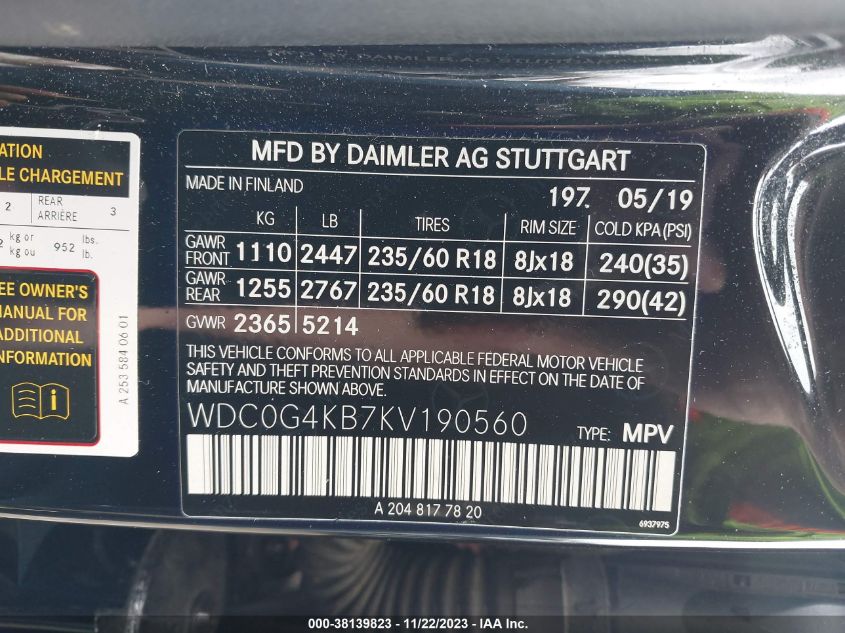 ATION
LE CHARGEMENT
2 REAR ARRIÈRE 3
kg or kg ou 952 lbs. lb.
EE OWNER'S
MANUAL FOR
ADDITIONAL
INFORMATION
A 253 584 06 01
MFD BY DAIMLER AG STUTTGART
MADE IN FINLAND 197. 05/19
KG LB TIRES RIM SIZE COLD KPA(PSI)
GAWR FRONT 1110 2447 235/60 R18 8Jx18 240(35)
GAWR REAR 1255 2767 235/60 R18 8Jx18 290(42)
GVWR 2365 5214
THIS VEHICLE CONFORMS TO ALL APPLICABLE FEDERAL MOTOR VEHICLE
SAFETY AND THEFT PREVENTION STANDARDS IN EFFECT ON THE DATE OF
MANUFACTURE SHOWN ABOVE.
WDC0G4KB7KV190560 TYPE: MPV
A 204 817 78 20
693797S
000-38139823 - 11/22/2023 - IAA Inc.